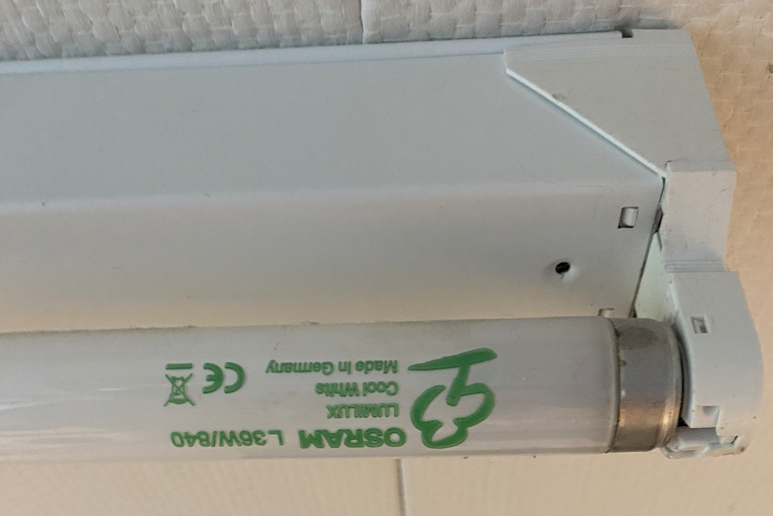 OSRAM L36W/840
LUMILUX
Cool White
Made in Germany
CE